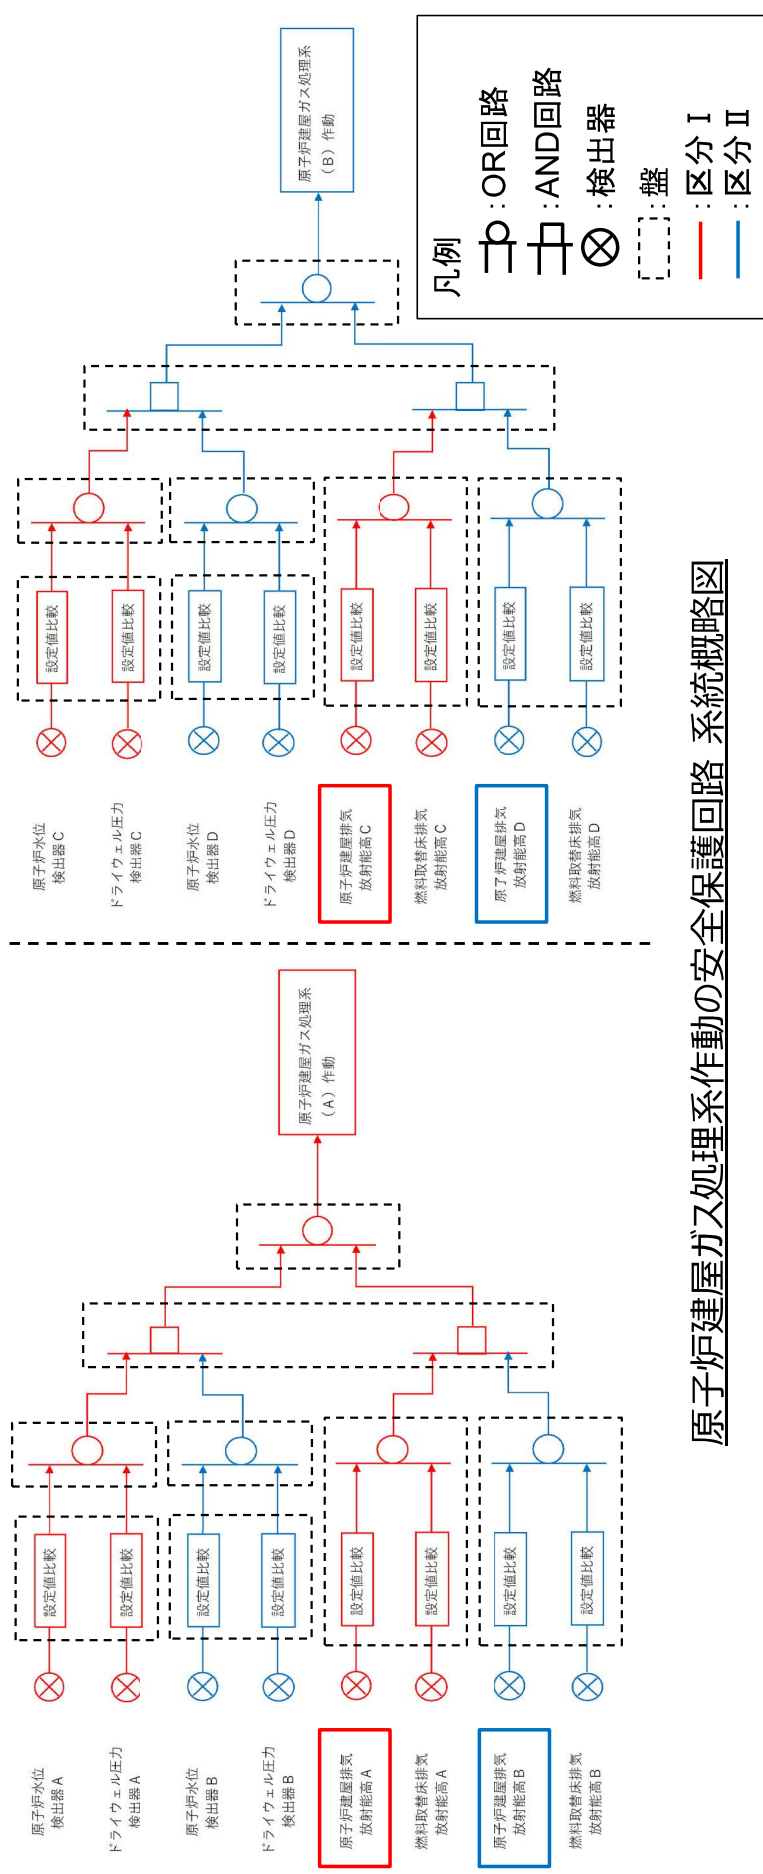 原子炉水位
検出器A
設定値比較
ドライウェル圧力
検出器A
設定値比較
原子炉水位
検出器B
設定値比較
ドライウェル圧力
検出器B
設定値比較
原子炉建屋排気
放射能高A
設定値比較
燃料取替床排気
放射能高A
設定値比較
原子炉建屋排気
放射能高B
設定値比較
燃料取替床排気
放射能高B
設定値比較
原子炉建屋ガス処理系
(A)作動
原子炉水位
検出器C
設定値比較
ドライウェル圧力
検出器C
設定値比較
原子炉水位
検出器D
設定値比較
ドライウェル圧力
検出器D
設定値比較
原子炉建屋排気
放射能高C
設定値比較
燃料取替床排気
放射能高C
設定値比較
原子炉建屋排気
放射能高D
設定値比較
燃料取替床排気
放射能高D
設定値比較
原子炉建屋ガス処理系
(B)作動
凡例
:OR回路
:AND回路
:検出器
:盤
:区分Ⅰ
:区分Ⅱ
原子炉建屋ガス処理系作動の安全保護回路 系統概略図